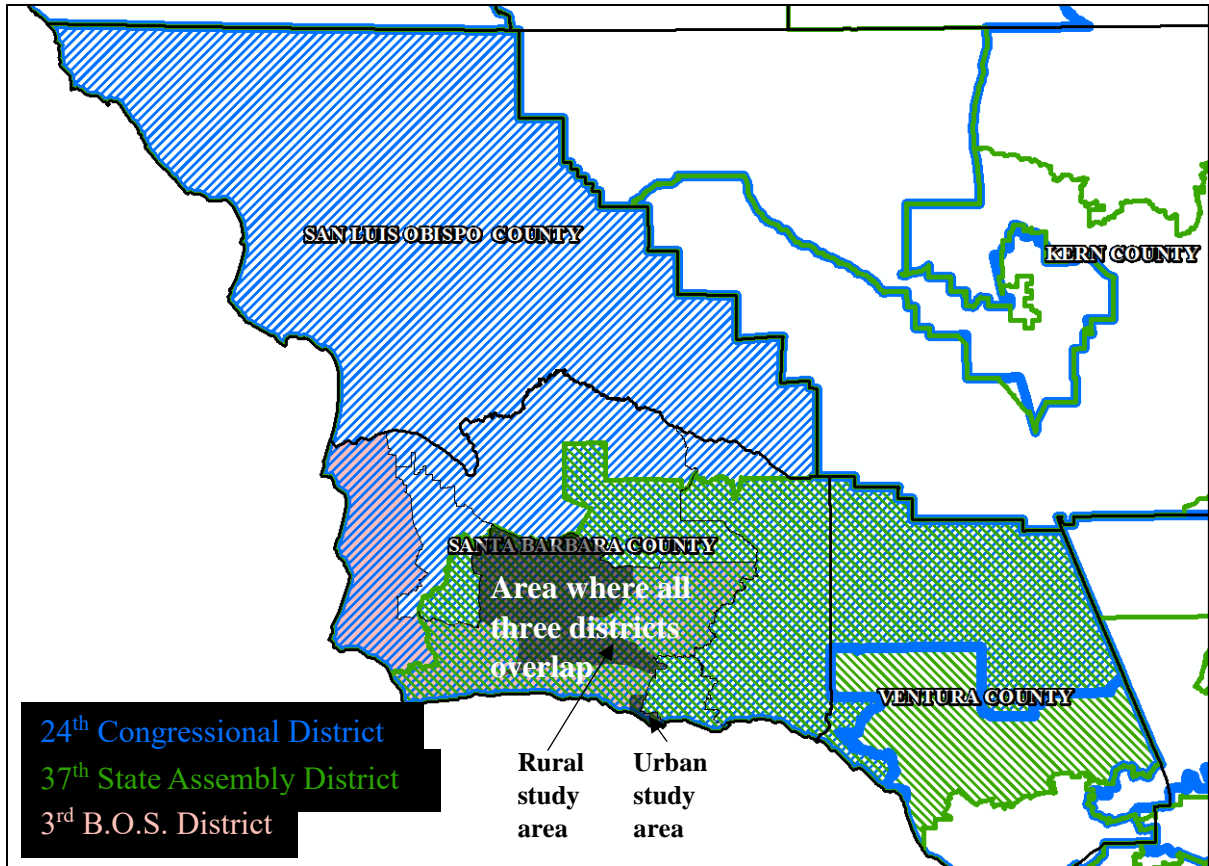 SAN LUIS OBISPO COUNTY
KERN COUNTY
SANTA BARBARA COUNTY
Area where all
three districts
overlap
VENTURA COUNTY
24th Congressional District
37th State Assembly District
3rd B.O.S. District
Rural
study
area
Urban
study
area